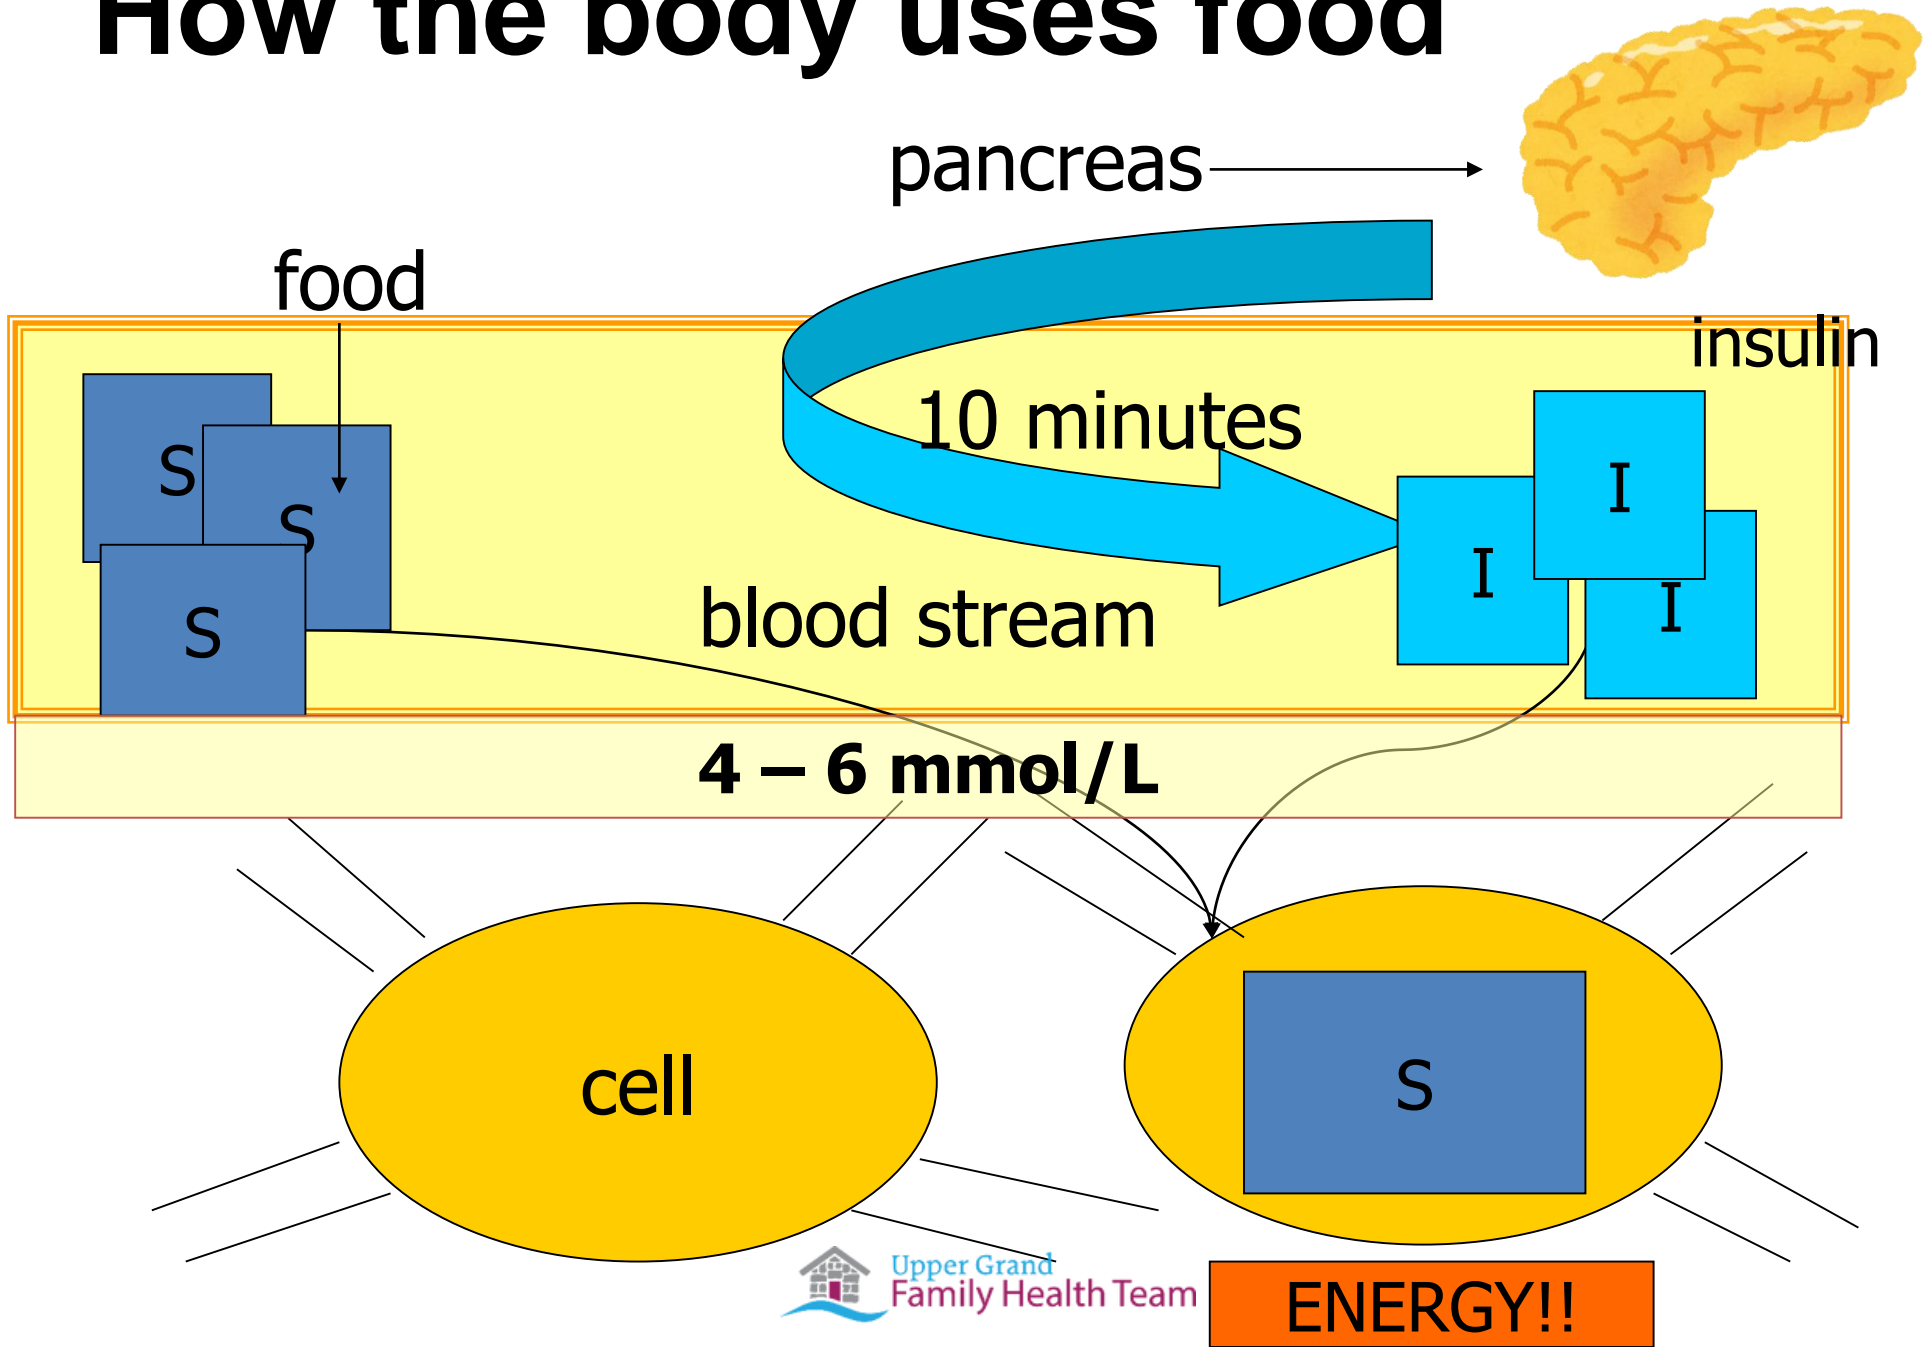 How the body uses food
pancreas
food
insulin
10 minutes
S
S
S
I
I
I
blood stream
4 – 6 mmol/L
cell
S
Upper Grand
Family Health Team
ENERGY!!